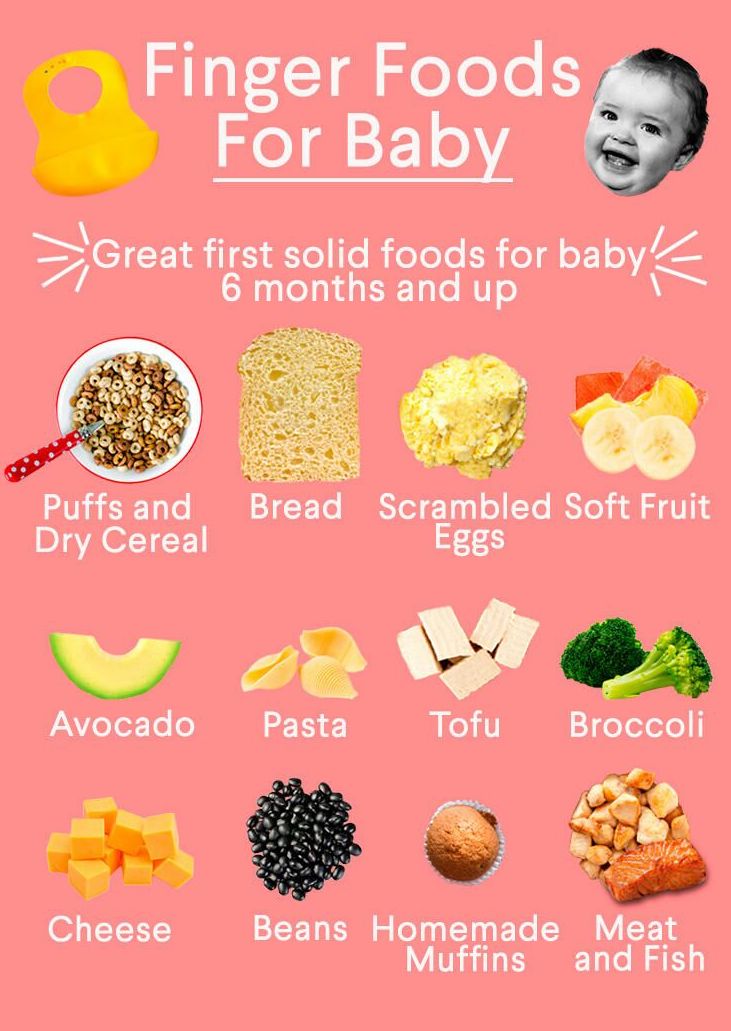 Finger Foods
For Baby
Great first solid foods for baby
6 months and up
Puffs and
Dry Cereal
Bread
Scrambled
Eggs
Soft Fruit
Avocado
Pasta
Tofu
Broccoli
Cheese
Beans
Homemade
Muffins
Meat
and Fish